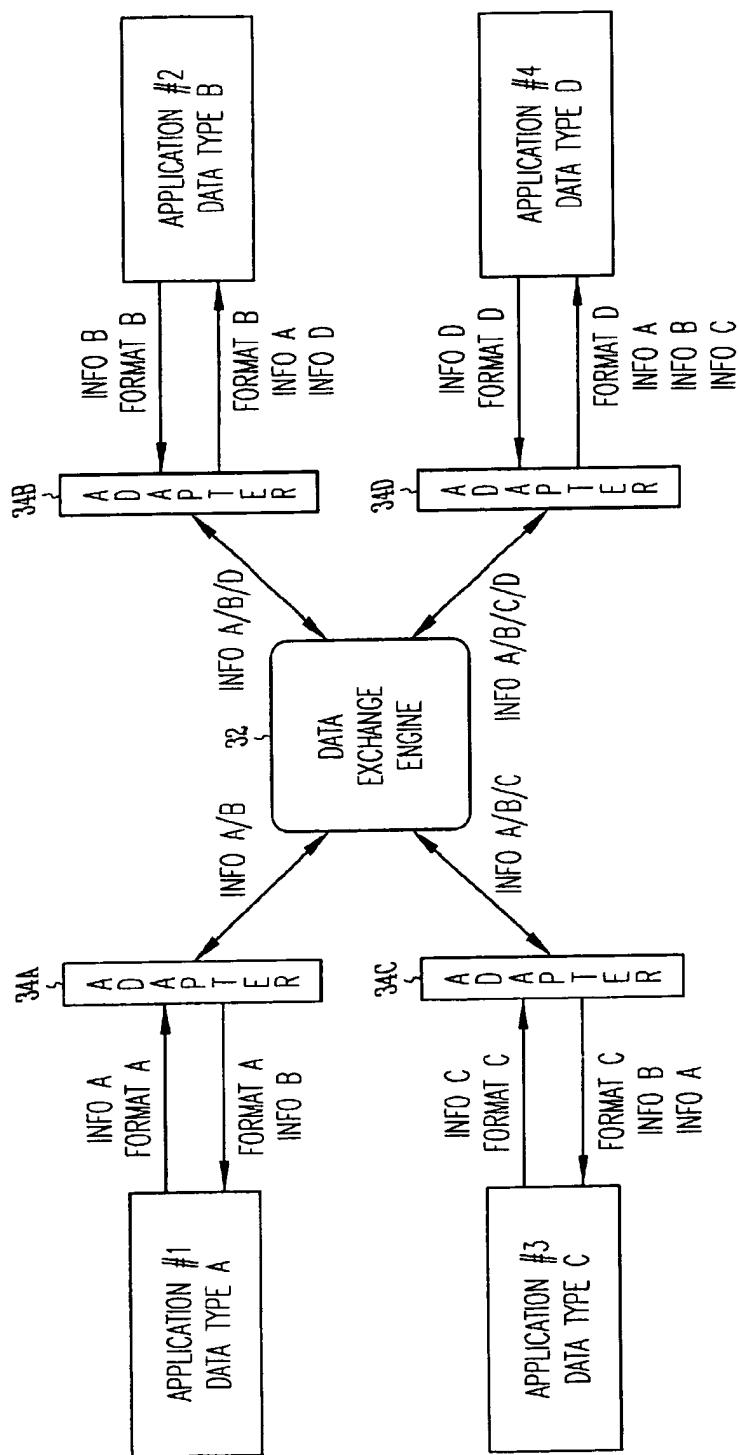 APPLICATION #1
DATA TYPE A
INFO A
FORMAT A
FORMAT A
INFO B
34A
ADAPTER
INFO A/B
APPLICATION #3
DATA TYPE C
INFO C
FORMAT C
FORMAT C
INFO B
INFO A
34C
ADAPTER
INFO A/B/C
32
DATA
EXCHANGE
ENGINE
INFO A/B/D
34B
ADAPTER
INFO B
FORMAT B
FORMAT B
INFO A
INFO D
APPLICATION #2
DATA TYPE B
INFO A/B/C/D
34D
ADAPTER
INFO D
FORMAT D
FORMAT D
INFO A
INFO B
INFO C
APPLICATION #4
DATA TYPE D